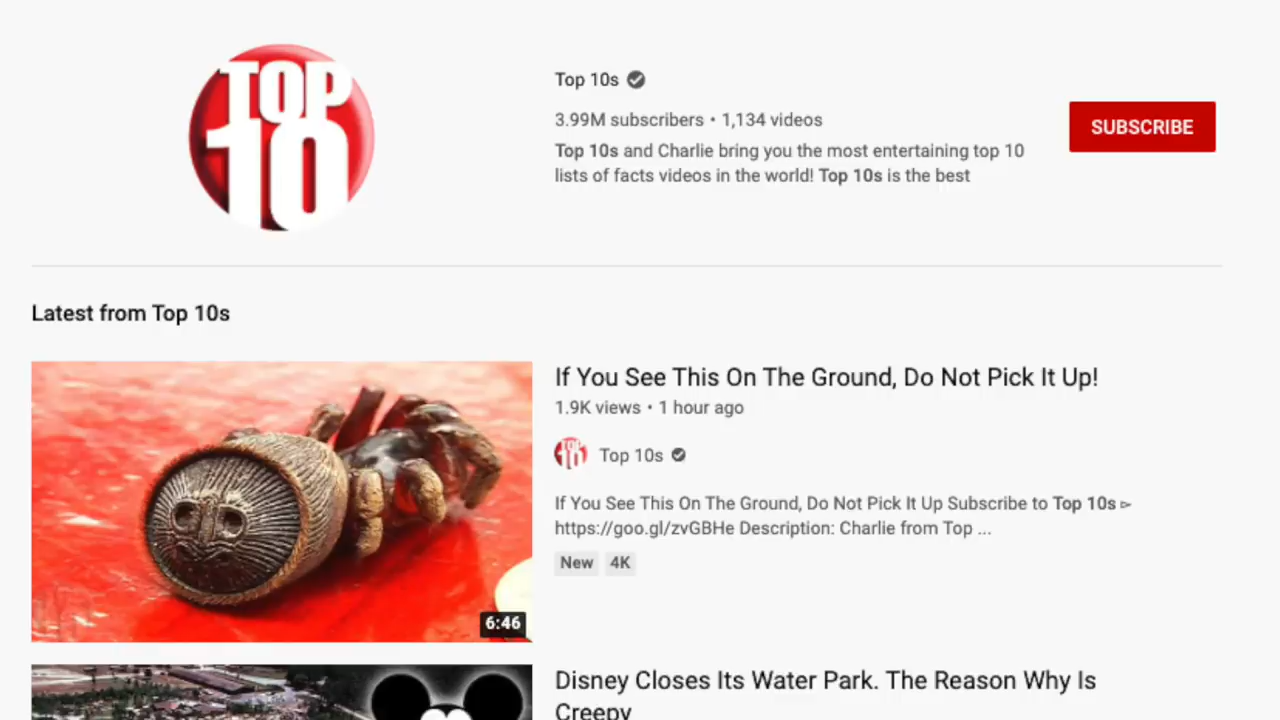 TOP
10
Top 10s
3.99M subscribers • 1,134 videos
Top 10s and Charlie bring you the most entertaining top 10
lists of facts videos in the world! Top 10s is the best
SUBSCRIBE
Latest from Top 10s
6:46
If You See This On The Ground, Do Not Pick It Up!
1.9K views • 1 hour ago
TOP
10
Top 10s
If You See This On The Ground, Do Not Pick It Up Subscribe to Top 10s ▻
https://goo.gl/zvGBHe Description: Charlie from Top ...
New 4K
Disney Closes Its Water Park. The Reason Why Is
Creepy